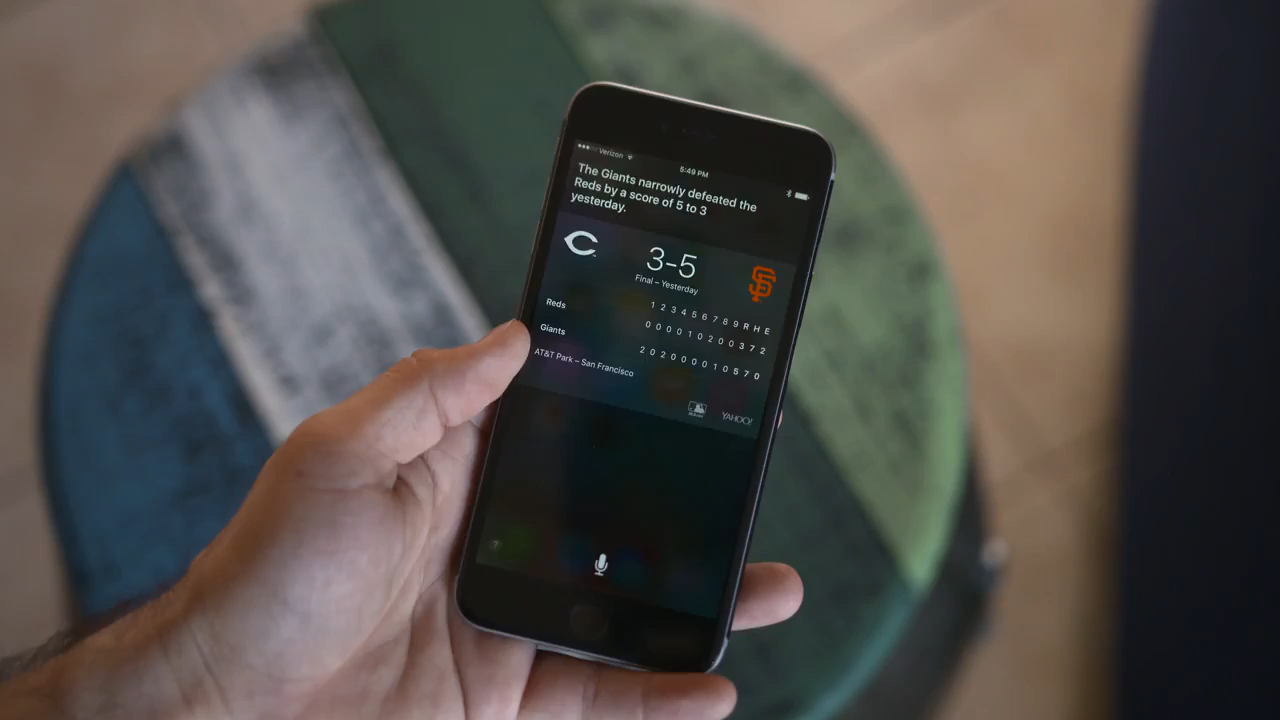 Verizon
5:49 PM
The Giants narrowly defeated the
Reds by a score of 5 to 3
yesterday.
3-5
Final – Yesterday
1 2 3 4 5 6 7 8 9 R H E
Reds 0 0 0 0 1 0 2 0 0 3 7 2
Giants 2 0 2 0 0 0 0 1 0 5 7 0
AT&T Park – San Francisco
YAHOO!